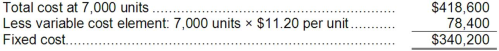 Total cost at 7,000 units ........................................................ $418,600
Less variable cost element: 7,000 units × $11.20 per unit........... 78,400
Fixed cost........................................................................... $340,200